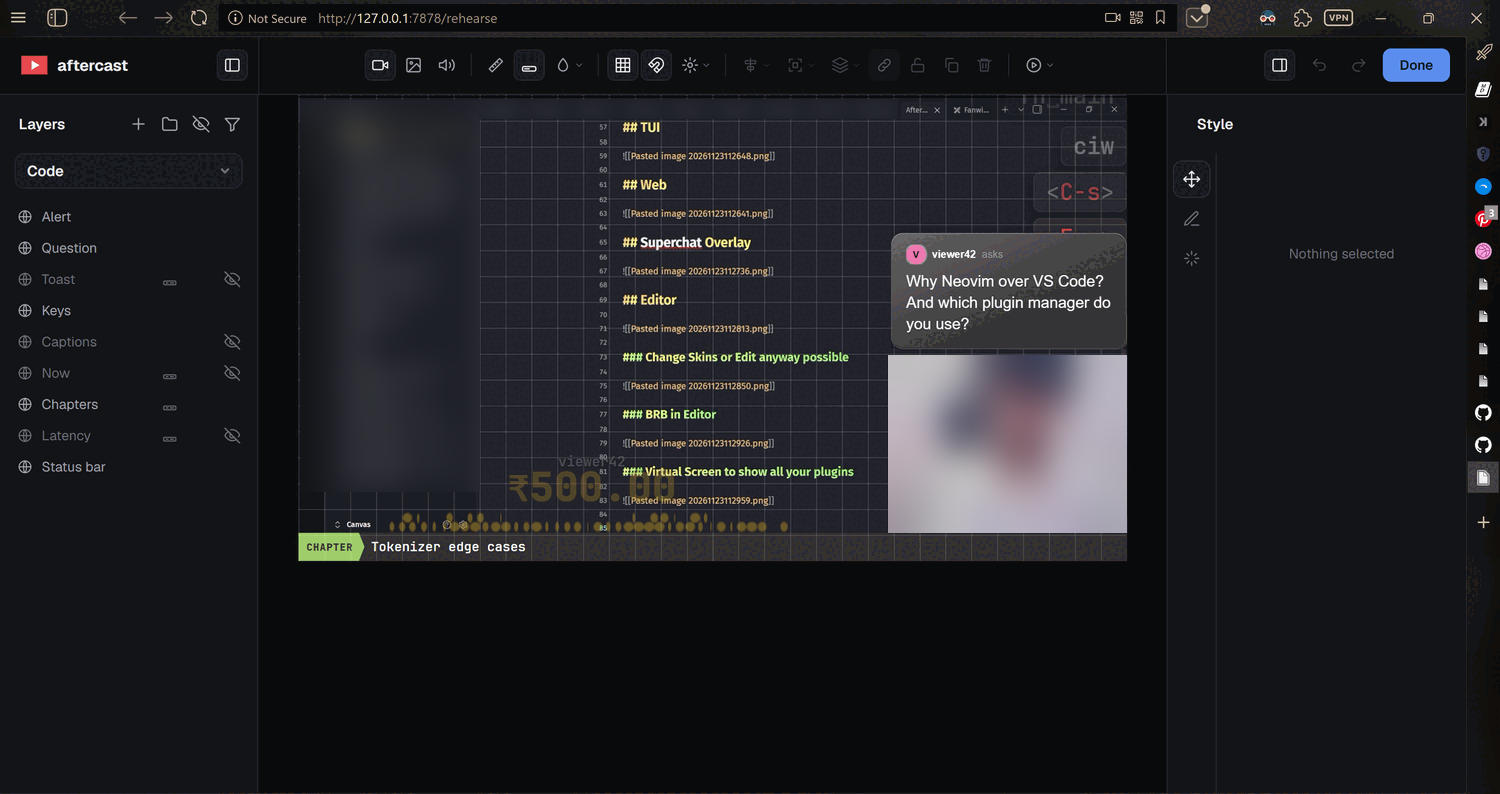 Not Secure http://127.0.0.1:7878/rehearse
VPN
aftercast
Done
Layers
Code
Alert
Question
Toast
Keys
Captions
Now
Chapters
Latency
Status bar
After...
Fanwi...
57 ## TUI
58
59 ![[Pasted image 20261123112648.png]]
60
61 ## Web
62
63 ![[Pasted image 20261123112641.png]]
64
65 ## Superchat Overlay
66
67 ![[Pasted image 20261123112736.png]]
68
69 ## Editor
70
71 ![[Pasted image 20261123112813.png]]
72
73 ### Change Skins or Edit anyway possible
74
75 ![[Pasted image 20261123112850.png]]
76
77 ### BRB in Editor
78
79 ![[Pasted image 20261123112926.png]]
80
81 ### Virtual Screen to show all your plugins
82
83 ![[Pasted image 20261123112959.png]]
84
85
ciw
<C-s>
V viewer42 asks
Why Neovim over VS Code?
And which plugin manager do
you use?
viewer42
₹500.00
Canvas
CHAPTER Tokenizer edge cases
Style
Nothing selected
3